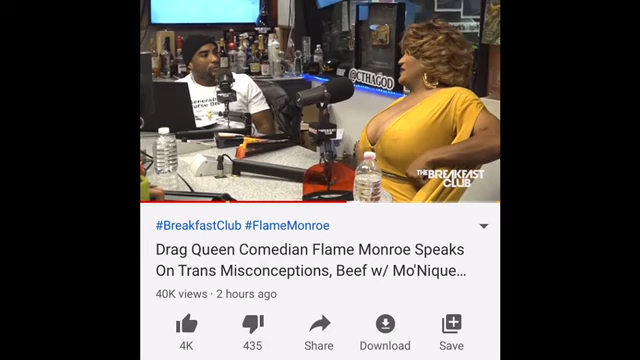 @CTHAGOD
THE BREAKFAST
CLUB
#BreakfastClub #FlameMonroe
Drag Queen Comedian Flame Monroe Speaks
On Trans Misconceptions, Beef w/ Mo'Nique...
40K views · 2 hours ago
4K
435
Share
Download
Save